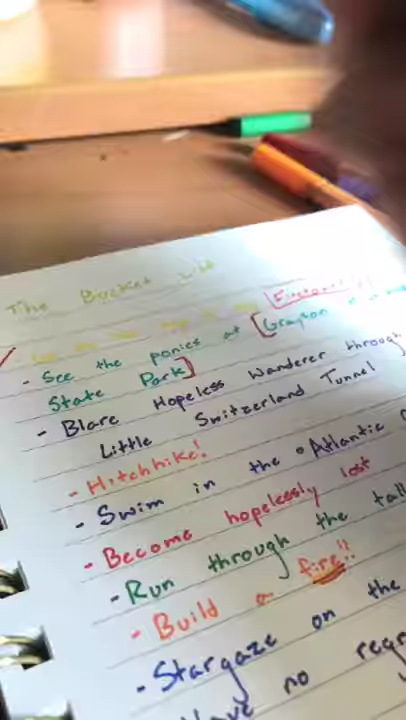 The Bucket List
- See the ponies at [Grayson
State Park]
- Blare Hopeless Wanderer through
Little Switzerland Tunnel
- Hitchhike!
- Swim in the Atlantic
- Become hopelessly lost
- Run through the tall
- Build a fire!!
- Stargaze on the
no